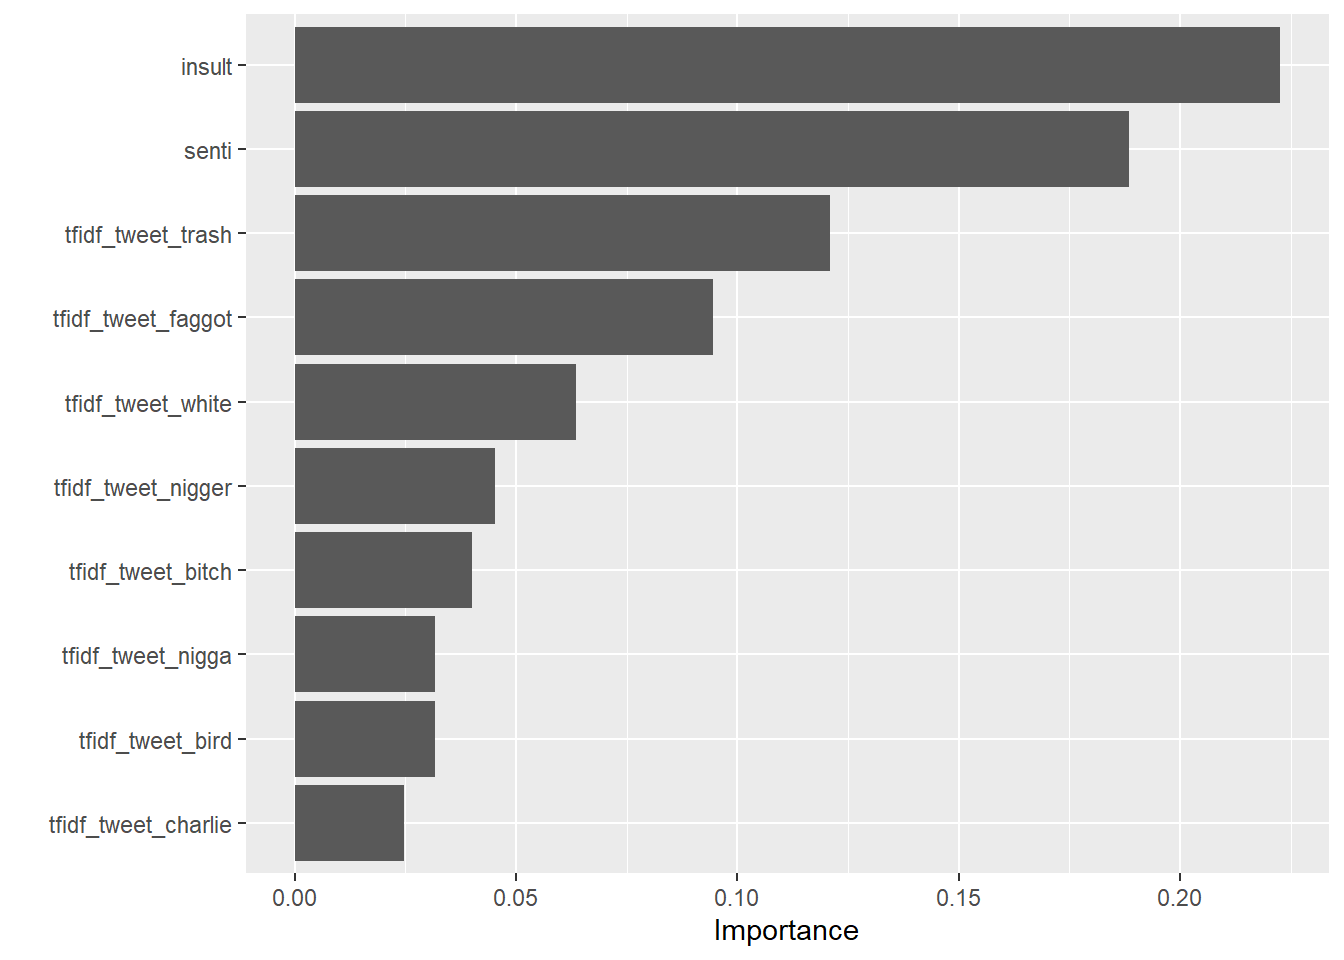 insult
senti
tfidf_tweet_trash
tfidf_tweet_faggot
tfidf_tweet_white
tfidf_tweet_nigger
tfidf_tweet_bitch
tfidf_tweet_nigga
tfidf_tweet_bird
tfidf_tweet_charlie
0.00 0.05 0.10 0.15 0.20
Importance